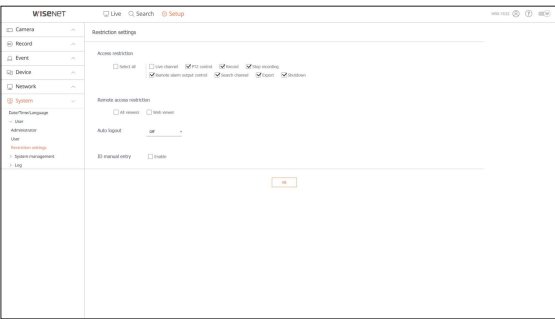 WISENET
Live Search Setup
Camera
Record
Event
Device
Network
System
Date/Time/Language
User
Administrator
User
Restriction settings
System management
Log
Restriction settings
Access restriction
Select all Live channel PTZ control Record Stop recording
Remote alarm output control Search channel Export Shutdown
Remote access restriction
All viewers Web viewer
Auto logout Off
ID manual entry Enable
OK